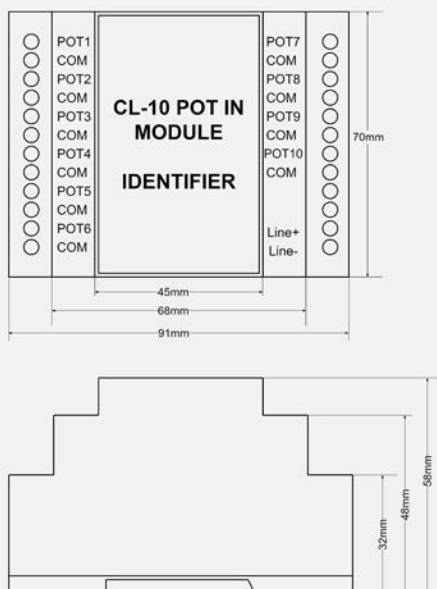 POT1
COM
POT2
COM
POT3
COM
POT4
COM
POT5
COM
POT6
COM
CL-10 POT IN
MODULE
IDENTIFIER
POT7
COM
POT8
COM
POT9
COM
POT10
COM
Line+
Line-
70mm
45mm
68mm
91mm
58mm
48mm
32mm